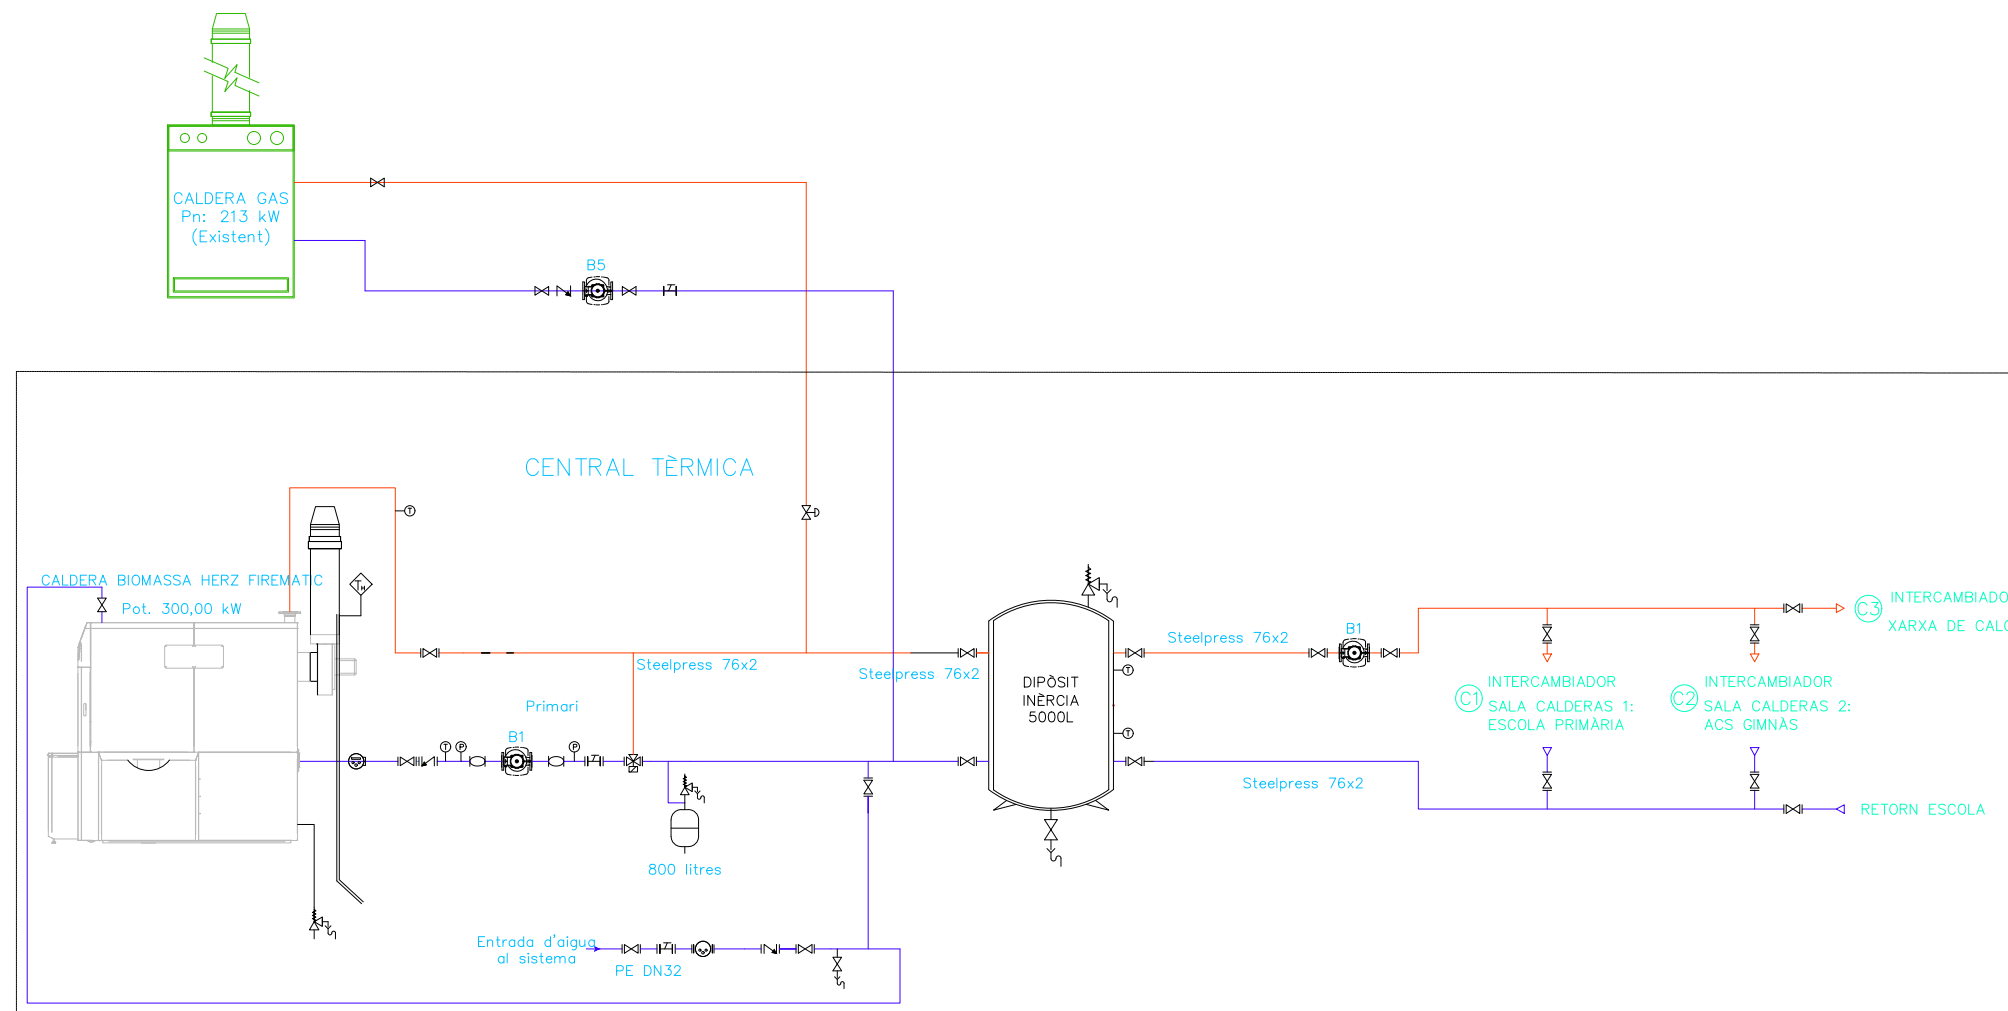 CALDERA GAS
Pn: 213 kW
(Existent)
B5
CENTRAL TÈRMICA
T
CALDERA BIOMASSA HERZ FIREMATIC
Pot. 300,00 kW
TH
Steelpress 76x2
Steelpress 76x2
Primari
B1
T
P
P
800 litres
Entrada d'aigua
al sistema
PE DN32
DIPÒSIT
INÈRCIA
5000L
T
T
Steelpress 76x2
B1
Steelpress 76x2
C1
INTERCAMBIADOR
SALA CALDERAS 1:
ESCOLA PRIMÀRIA
C2
INTERCAMBIADOR
SALA CALDERAS 2:
ACS GIMNÀS
C3
INTERCAMBIADO
XARXA DE CALO
RETORN ESCOLA